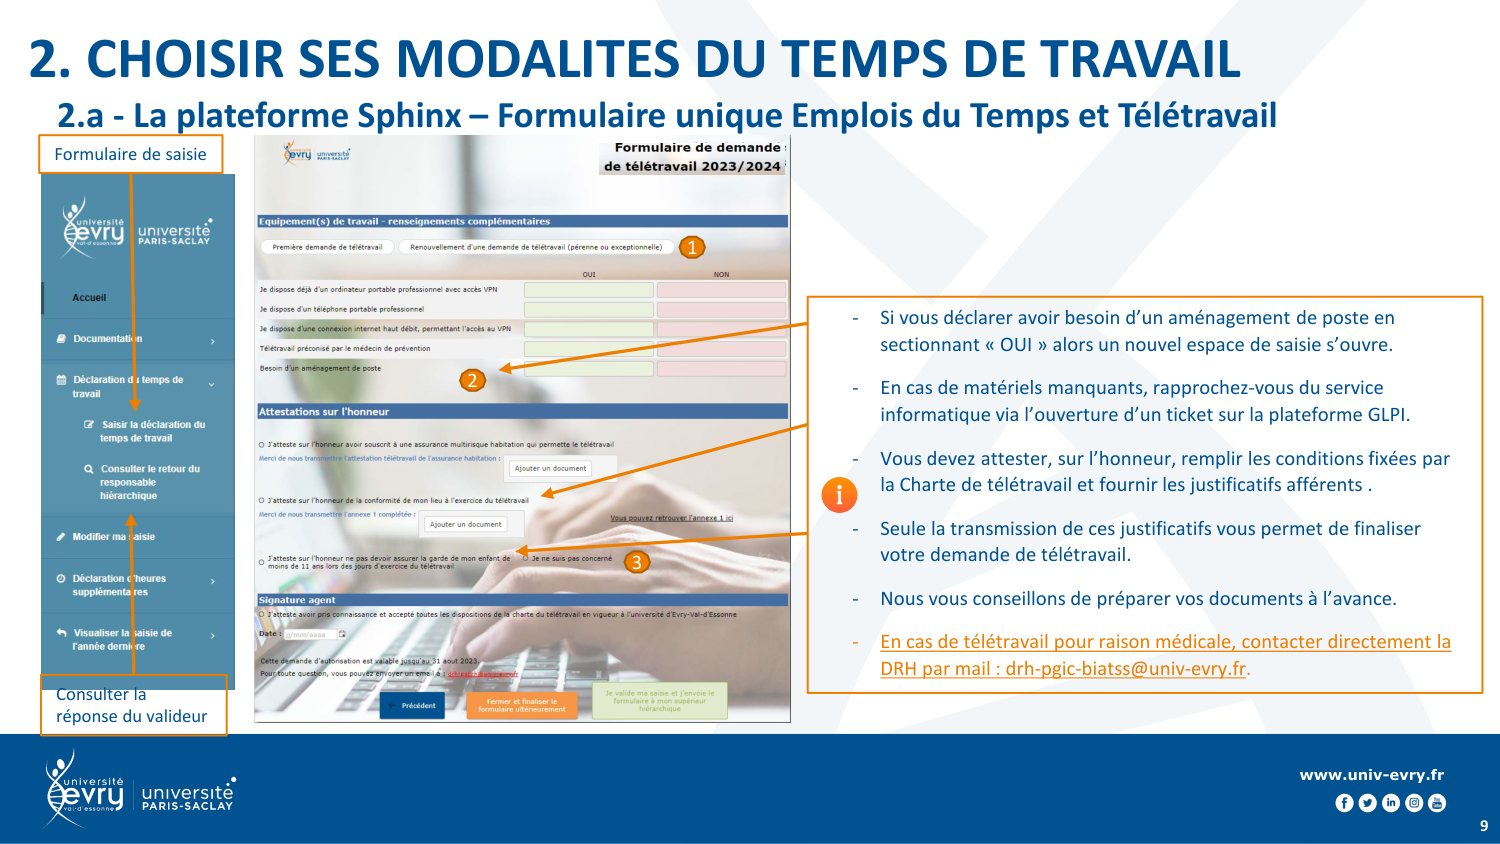 2. CHOISIR SES MODALITES DU TEMPS DE TRAVAIL
2.a - La plateforme Sphinx – Formulaire unique Emplois du Temps et Télétravail
Formulaire de saisie
université
evry
val-d'essonne
université
PARIS-SACLAY
Accueil
Documentation
Déclaration du temps de
travail
Saisir la déclaration du
temps de travail
Consulter le retour du
responsable
hiérarchique
Modifier ma saisie
Déclaration d'heures
supplémentaires
Visualiser la saisie de
l'année dernière
Consulter la
réponse du valideur
evry
université
PARIS-SACLAY
Formulaire de demande
de télétravail 2023/2024
Equipement(s) de travail - renseignements complémentaires
Première demande de télétravail
Renouvellement d'une demande de télétravail (pérenne ou exceptionnelle)
1
OUI
NON
Je dispose déjà d'un ordinateur portable professionnel avec accès VPN
Je dispose d'un téléphone portable professionnel
Je dispose d'une connexion internet haut débit, permettant l'accès au VPN
Télétravail préconisé par le médecin de prévention
Besoin d'un aménagement de poste
2
Attestations sur l'honneur
J'atteste sur l'honneur avoir souscrit à une assurance multirisque habitation qui permette le télétravail
Merci de nous transmettre l'attestation télétravail de l'assurance habitation :
Ajouter un document
J'atteste sur l'honneur de la conformité de mon lieu à l'exercice du télétravail
Merci de nous transmettre l'annexe 1 complétée :
Ajouter un document
Vous pouvez retrouver l'annexe 1 ici
J'atteste sur l'honneur ne pas devoir assurer la garde de mon enfant de
moins de 11 ans lors des jours d'exercice du télétravail
Je ne suis pas concerné
3
Signature agent
J'atteste avoir pris connaissance et accepté toutes les dispositions de la charte du télétravail en vigueur à l'université d'Evry-Val-d'Essonne
Date : jj/mm/aaaa
Cette demande d'autorisation est valable jusqu'au 31 aout 2023.
Pour toute question, vous pouvez envoyer un email à :
Précédent
Fermer et finaliser le
formulaire ultérieurement
Je valide ma saisie et j'envoie le
formulaire à mon supérieur
hiérarchique
- Si vous déclarer avoir besoin d’un aménagement de poste en
sectionnant « OUI » alors un nouvel espace de saisie s’ouvre.
- En cas de matériels manquants, rapprochez-vous du service
informatique via l’ouverture d’un ticket sur la plateforme GLPI.
- Vous devez attester, sur l’honneur, remplir les conditions fixées par
la Charte de télétravail et fournir les justificatifs afférents .
i
- Seule la transmission de ces justificatifs vous permet de finaliser
votre demande de télétravail.
- Nous vous conseillons de préparer vos documents à l’avance.
- En cas de télétravail pour raison médicale, contacter directement la
DRH par mail : drh-pgic-biatss@univ-evry.fr.
université
evry
val-d'essonne
université
PARIS-SACLAY
www.univ-evry.fr
9